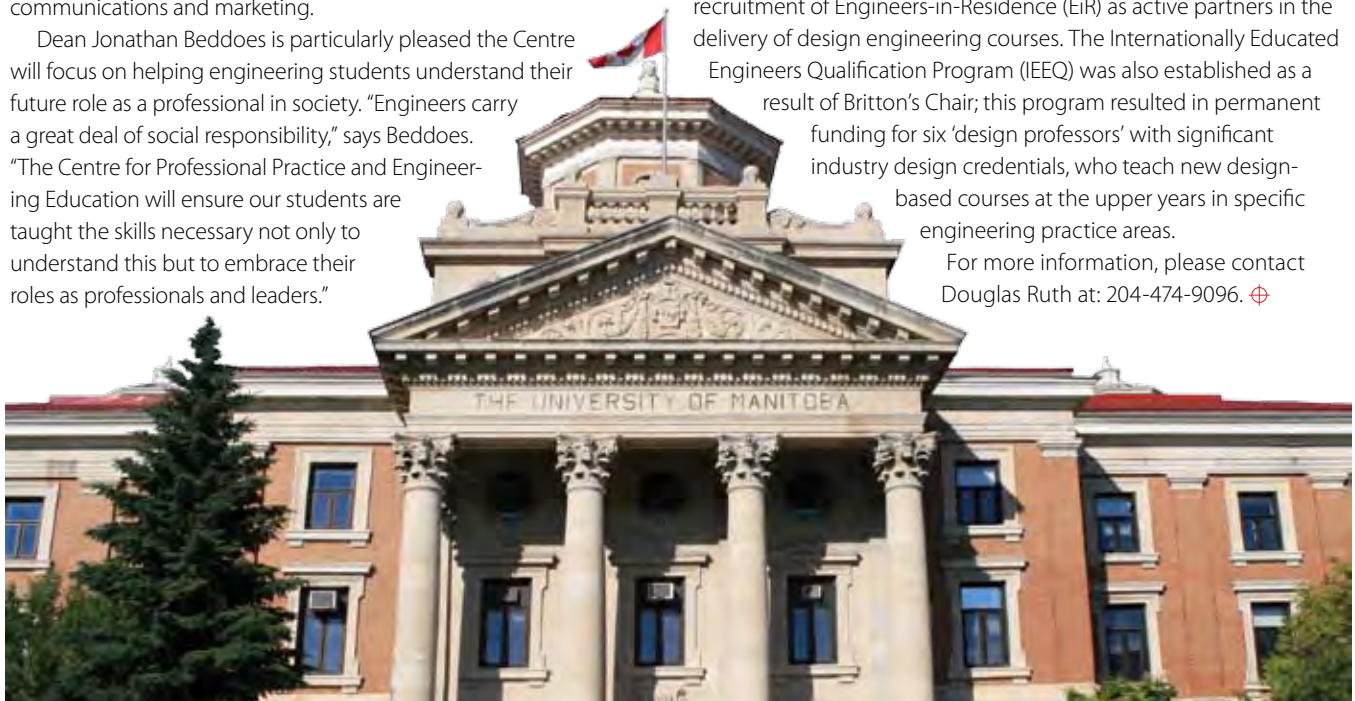 communications and marketing.
Dean Jonathan Beddoes is particularly pleased the Centre
will focus on helping engineering students understand their
future role as a professional in society. “Engineers carry
a great deal of social responsibility,” says Beddoes.
“The Centre for Professional Practice and Engineer-
ing Education will ensure our students are
taught the skills necessary not only to
understand this but to embrace their
roles as professionals and leaders.”
recruitment of Engineers-in-Residence (EiR) as active partners in the
delivery of design engineering courses. The Internationally Educated
Engineers Qualification Program (IEEQ) was also established as a
result of Britton’s Chair; this program resulted in permanent
funding for six ‘design professors’ with significant
industry design credentials, who teach new design-
based courses at the upper years in specific
engineering practice areas.
For more information, please contact
Douglas Ruth at: 204-474-9096.
THE UNIVERSITY OF MANITOBA